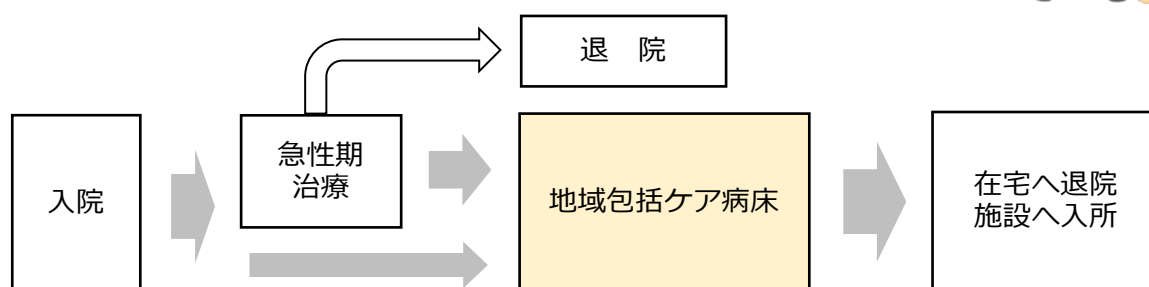 退　院
入院
急性期
治療
地域包括ケア病床
在宅へ退院
施設へ入所